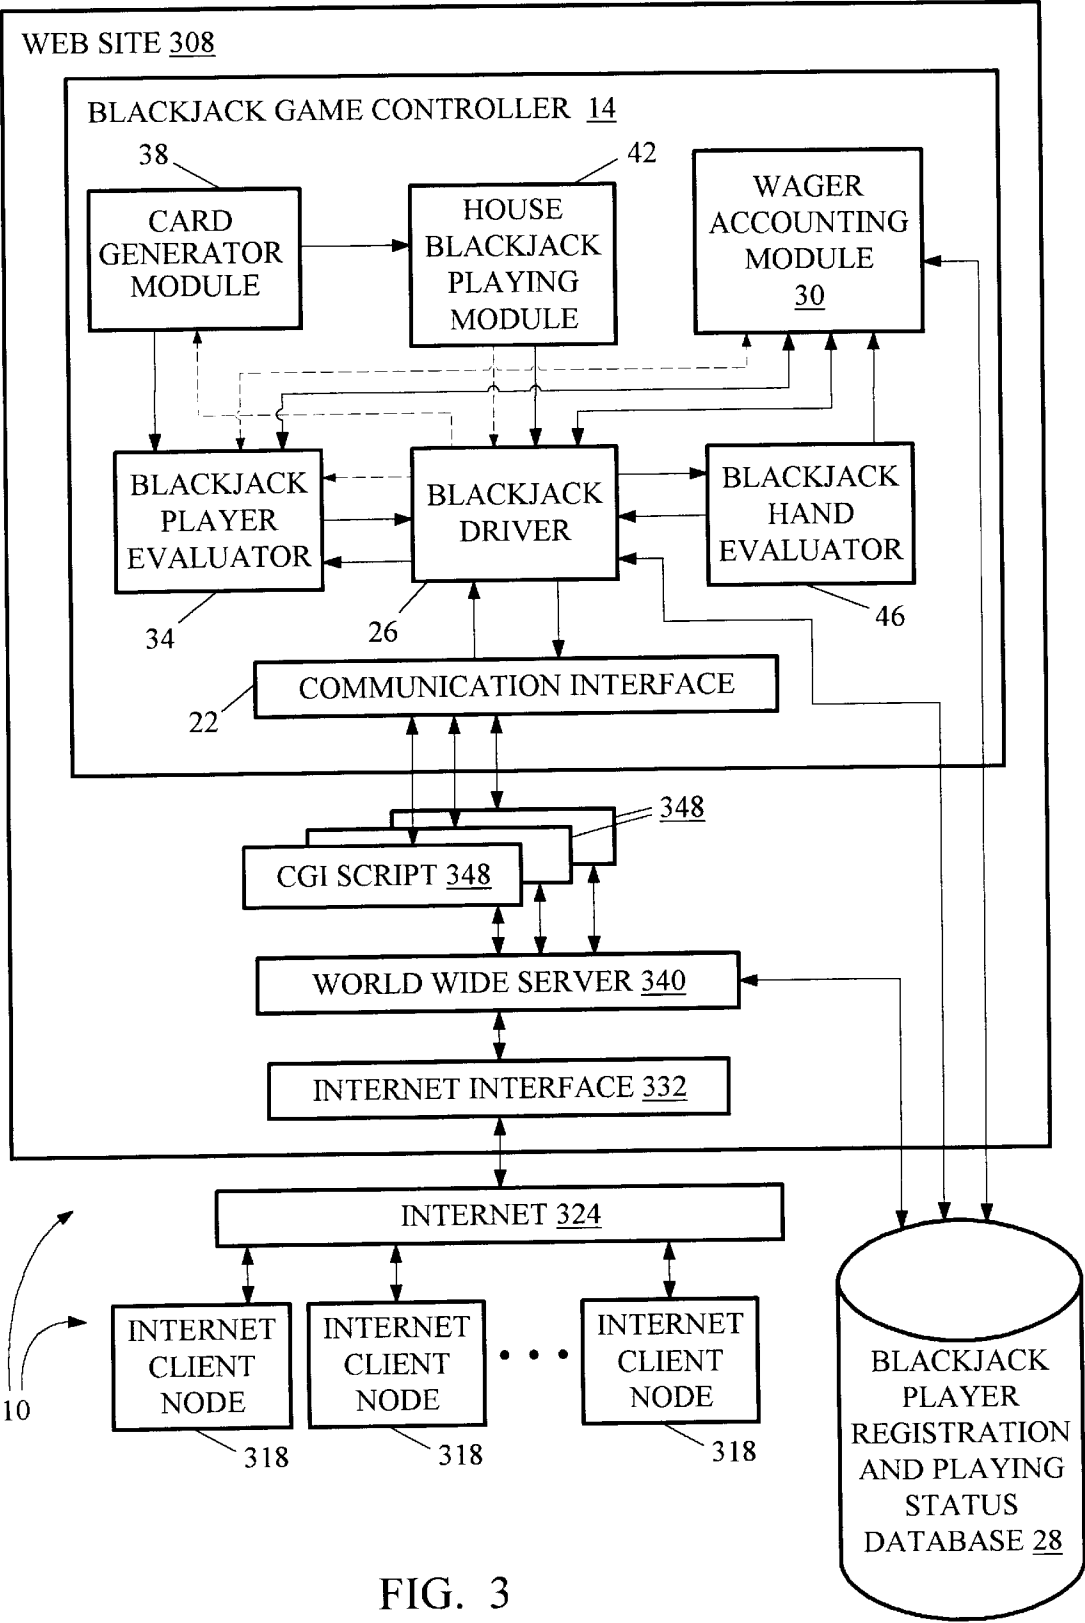 WEB SITE 308
BLACKJACK GAME CONTROLLER 14
38
42
CARD
GENERATOR
MODULE
HOUSE
BLACKJACK
PLAYING
MODULE
WAGER
ACCOUNTING
MODULE
30
BLACKJACK
PLAYER
EVALUATOR
BLACKJACK
DRIVER
BLACKJACK
HAND
EVALUATOR
34
26
46
COMMUNICATION INTERFACE
22
348
CGI SCRIPT 348
WORLD WIDE SERVER 340
INTERNET INTERFACE 332
INTERNET 324
INTERNET
CLIENT
NODE
INTERNET
CLIENT
NODE
INTERNET
CLIENT
NODE
10
318
318
318
BLACKJACK
PLAYER
REGISTRATION
AND PLAYING
STATUS
DATABASE 28
FIG. 3